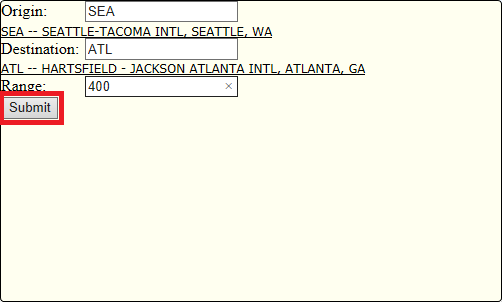 Origin: SEA
SEA -- SEATTLE-TACOMA INTL, SEATTLE, WA
Destination: ATL
ATL -- HARTSFIELD - JACKSON ATLANTA INTL, ATLANTA, GA
Range: 400 ×
Submit